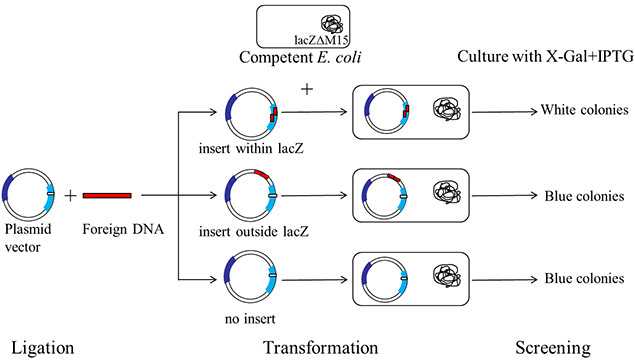 lacZΔM15
Competent E. coli
Culture with X-Gal+IPTG
+
White colonies
insert within lacZ
+
Plasmid
vector
Foreign DNA
insert outside lacZ
Blue colonies
no insert
Blue colonies
Ligation
Transformation
Screening